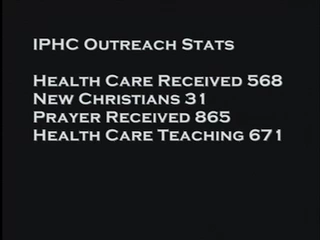 IPHC Outreach Stats
Health Care Received 568
New Christians 31
Prayer Received 865
Health Care Teaching 671